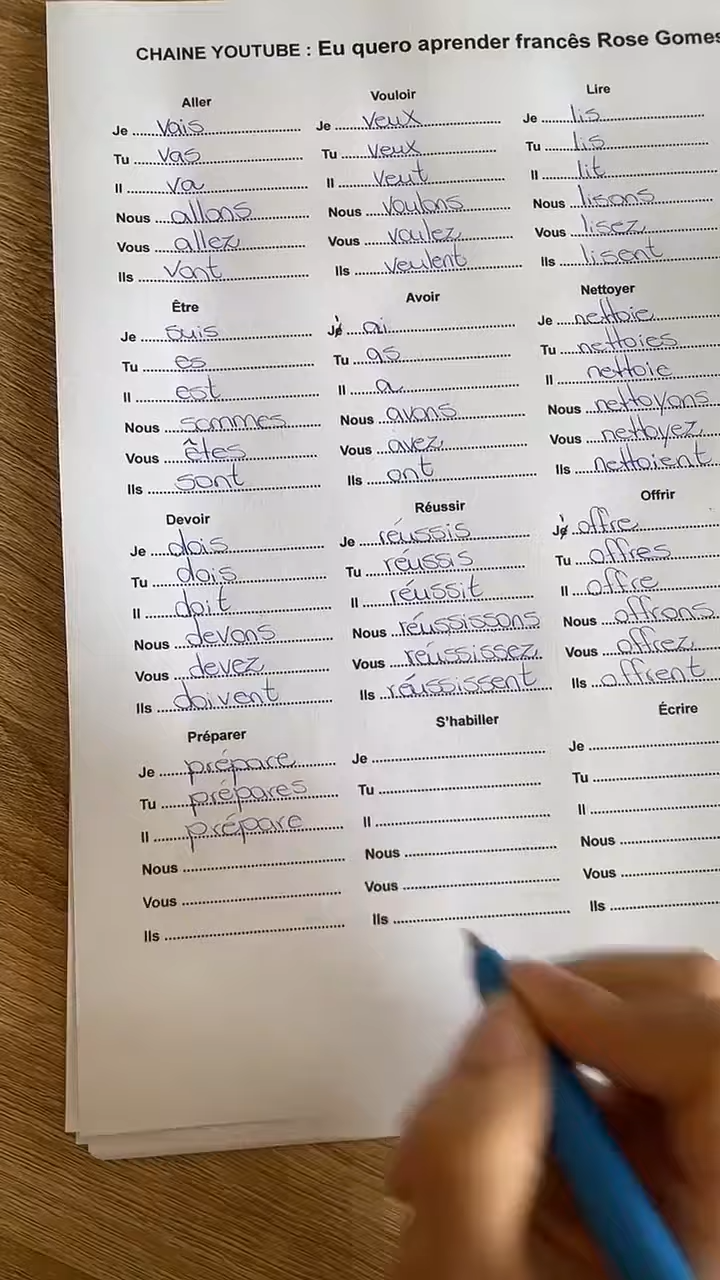 CHAINE YOUTUBE : Eu quero aprender francês Rose Gomes
Aller
Je vais
Tu vas
Il va
Nous allons
Vous allez
Ils vont
Vouloir
Je veux
Tu veux
Il veut
Nous voulons
Vous voulez
Ils veulent
Lire
Je lis
Tu lis
Il lit
Nous lisons
Vous lisez
Ils lisent
Être
Je suis
Tu es
Il est
Nous sommes
Vous êtes
Ils sont
Avoir
J' ai
Tu as
Il a
Nous avons
Vous avez
Ils ont
Nettoyer
Je nettoie
Tu nettoies
Il nettoie
Nous nettoyons
Vous nettoyez
Ils nettoient
Devoir
Je dois
Tu dois
Il doit
Nous devons
Vous devez
Ils doivent
Réussir
Je réussis
Tu réussis
Il réussit
Nous réussissons
Vous réussissez
Ils réussissent
Offrir
J' offre
Tu offres
Il offre
Nous offrons
Vous offrez
Ils offrent
Préparer
Je prépare
Tu prépares
Il prépare
Nous
Vous
Ils
S'habiller
Je
Tu
Il
Nous
Vous
Ils
Écrire
Je
Tu
Il
Nous
Vous
Ils